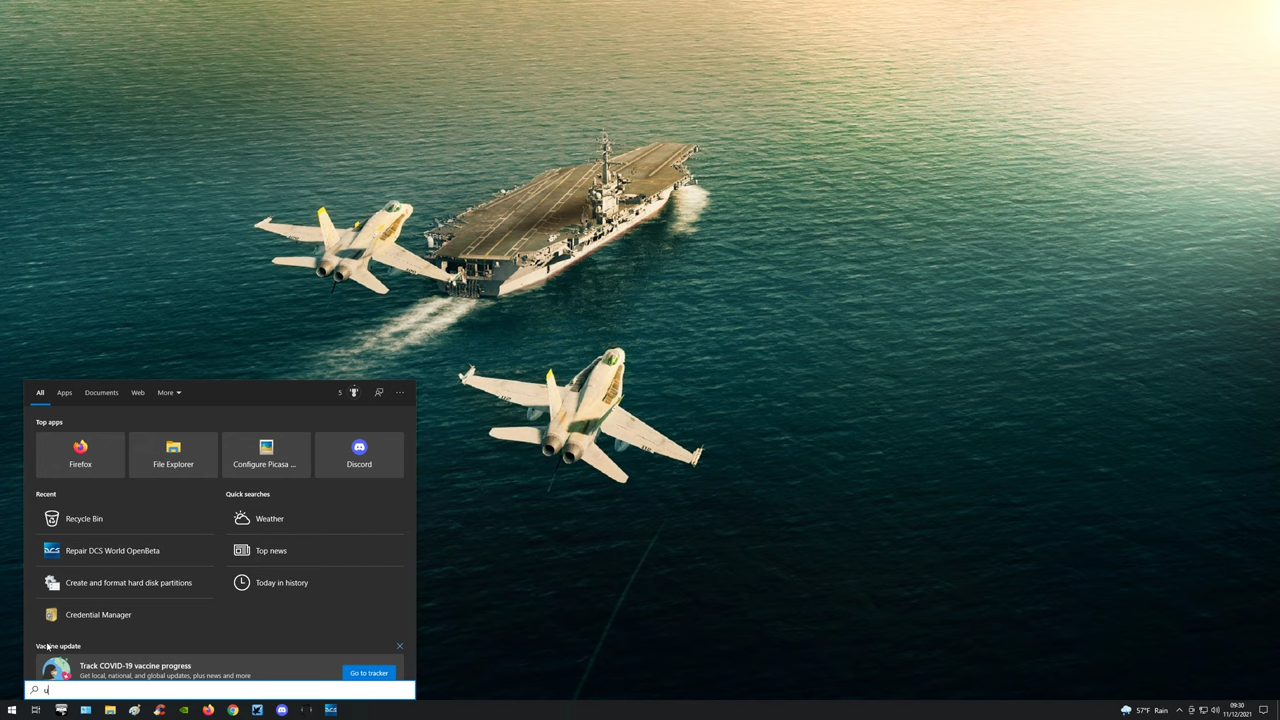 All Apps Documents Web More 5 ...
Top apps
Firefox File Explorer Configure Picasa ... Discord
Recent Quick searches
Recycle Bin Weather
Repair DCS World OpenBeta Top news
Create and format hard disk partitions Today in history
Credential Manager
Vaccine update
Track COVID-19 vaccine progress
Get local, national, and global updates, plus news and more
Go to tracker
u
57°F Rain
09:30
11/12/2021